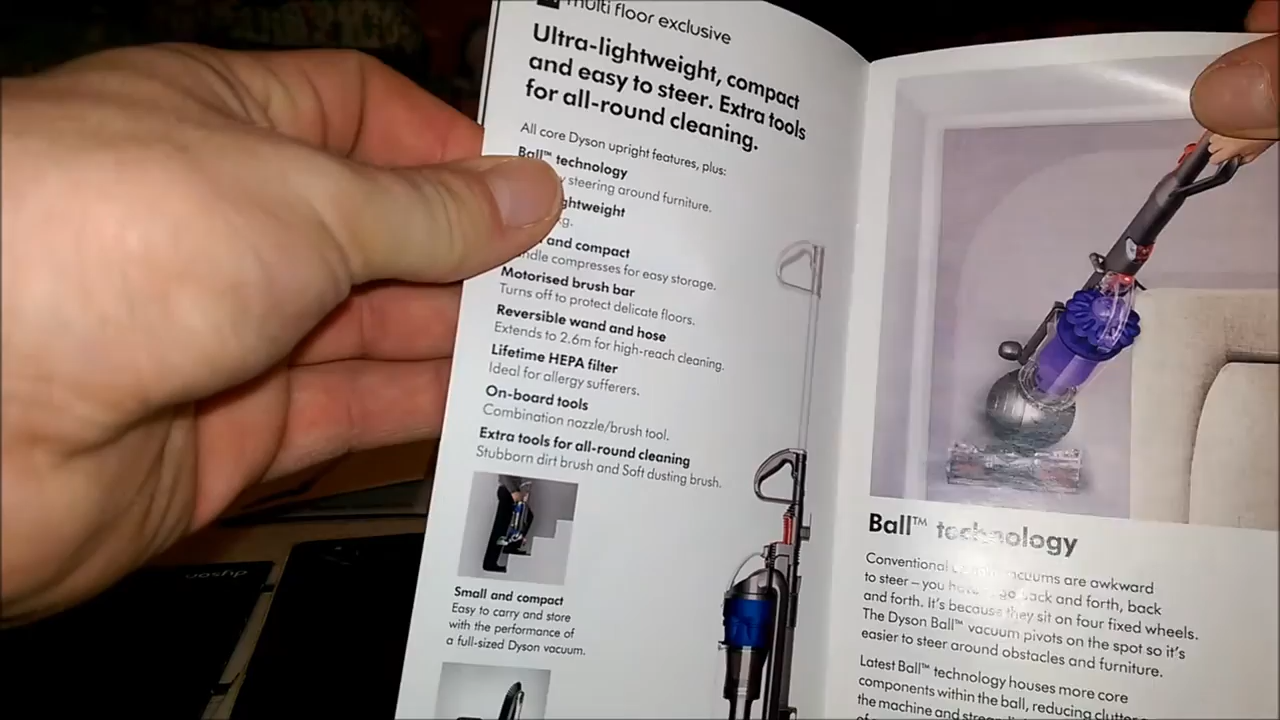 multi floor exclusive
Ultra-lightweight, compact
and easy to steer. Extra tools
for all-round cleaning.
All core Dyson upright features, plus:
Ball™ technology
steering around furniture.
kg.
and compact
compresses for easy storage.
Motorised brush bar
Turns off to protect delicate floors.
Reversible wand and hose
Extends to 2.6m for high-reach cleaning.
Lifetime HEPA filter
Ideal for allergy sufferers.
On-board tools
Combination nozzle/brush tool.
Extra tools for all-round cleaning
Stubborn dirt brush and Soft dusting brush.
Small and compact
Easy to carry and store
with the performance of
a full-sized Dyson vacuum.
Ball™ technology
Conventional vacuums are awkward
to steer – you have go back and forth, back
and forth. It's because they sit on four fixed wheels.
The Dyson Ball™ vacuum pivots on the spot so it's
easier to steer around obstacles and furniture.
Latest Ball™ technology houses more core
components within the ball, reducing clutter
the machine and
dyson